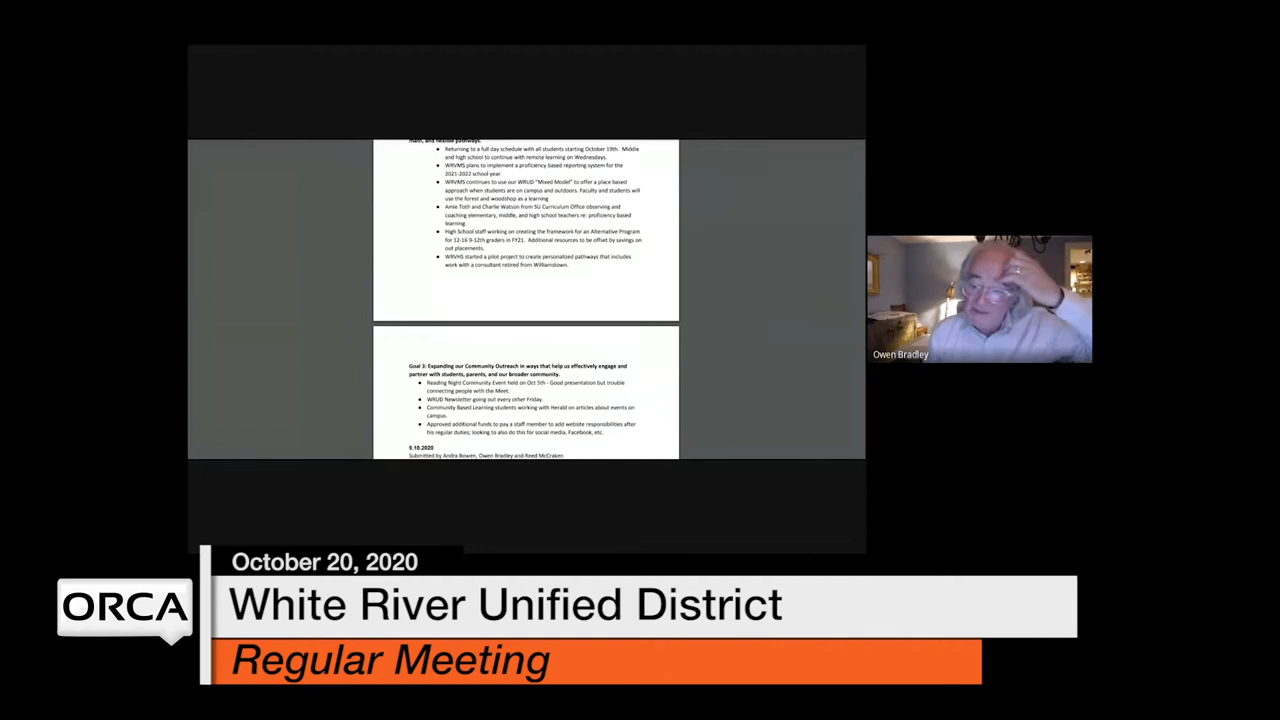 math, and flexible pathways.
● Returning to a full day schedule with all students starting October 19th. Middle
and high school to continue with remote learning on Wednesdays.
● WRVMS plans to implement a proficiency based reporting system for the
2021-2022 school year
● WRVMS continues to use our WRUD "Mixed Model" to offer a place based
approach when students are on campus and outdoors. Faculty and students will
use the forest and woodshop as a learning
● Amie Toth and Charlie Watson from SU Curriculum Office observing and
coaching elementary, middle, and high school teachers re: proficiency based
learning.
● High School staff working on creating the framework for an Alternative Program
for 12-16 9-12th graders in FY21. Additional resources to be offset by savings on
out placements.
● WRVHS started a pilot project to create personalized pathways that includes
work with a consultant retired from Williamstown.
Goal 3: Expanding our Community Outreach in ways that help us effectively engage and
partner with students, parents, and our broader community.
● Reading Night Community Event held on Oct 5th - Good presentation but trouble
connecting people with the Meet.
● WRUD Newsletter going out every other Friday.
● Community Based Learning students working with Herald on articles about events on
campus.
● Approved additional funds to pay a staff member to add website responsibilities after
his regular duties; looking to also do this for social media, Facebook, etc.
9.10.2020
Submitted by Andra Bowen, Owen Bradley and Reed McCraken
Owen Bradley
October 20, 2020
ORCA
White River Unified District
Regular Meeting